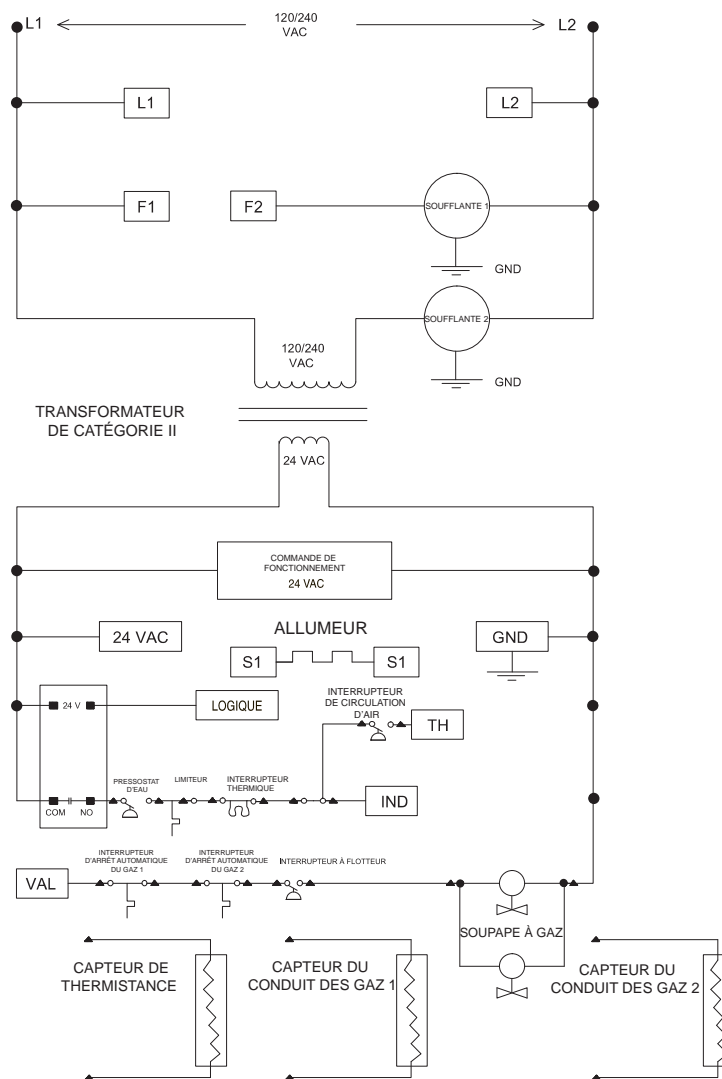 L1
120/240
VAC
L2
L1
L2
F1
F2
SOUFFLANTE 1
GND
SOUFFLANTE 2
120/240
VAC
GND
TRANSFORMATEUR
DE CATÉGORIE II
24 VAC
COMMANDE DE
FONCTIONNEMENT
24 VAC
24 VAC
ALLUMEUR
GND
S1
S1
24 V
LOGIQUE
INTERRUPTEUR
DE CIRCULATION
D'AIR
TH
PRESSOSTAT
D'EAU
LIMITEUR
INTERRUPTEUR
THERMIQUE
IND
COM
NO
INTERRUPTEUR
D'ARRÊT AUTOMATIQUE
DU GAZ 1
INTERRUPTEUR
D'ARRÊT AUTOMATIQUE
DU GAZ 2
INTERRUPTEUR À FLOTTEUR
VAL
SOUPAPE À GAZ
CAPTEUR DE
THERMISTANCE
CAPTEUR DU
CONDUIT DES GAZ 1
CAPTEUR DU
CONDUIT DES GAZ 2